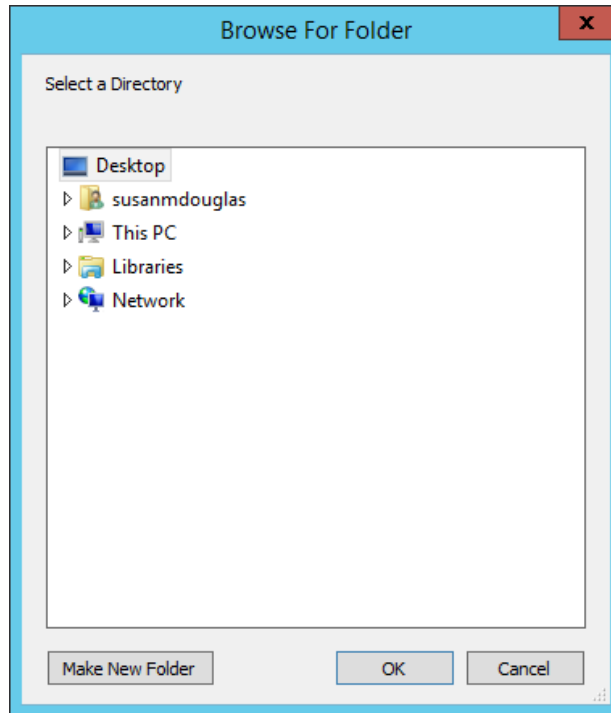 Browse For Folder
x
Select a Directory
Desktop
susanmdouglas
This PC
Libraries
Network
Make New Folder OK Cancel